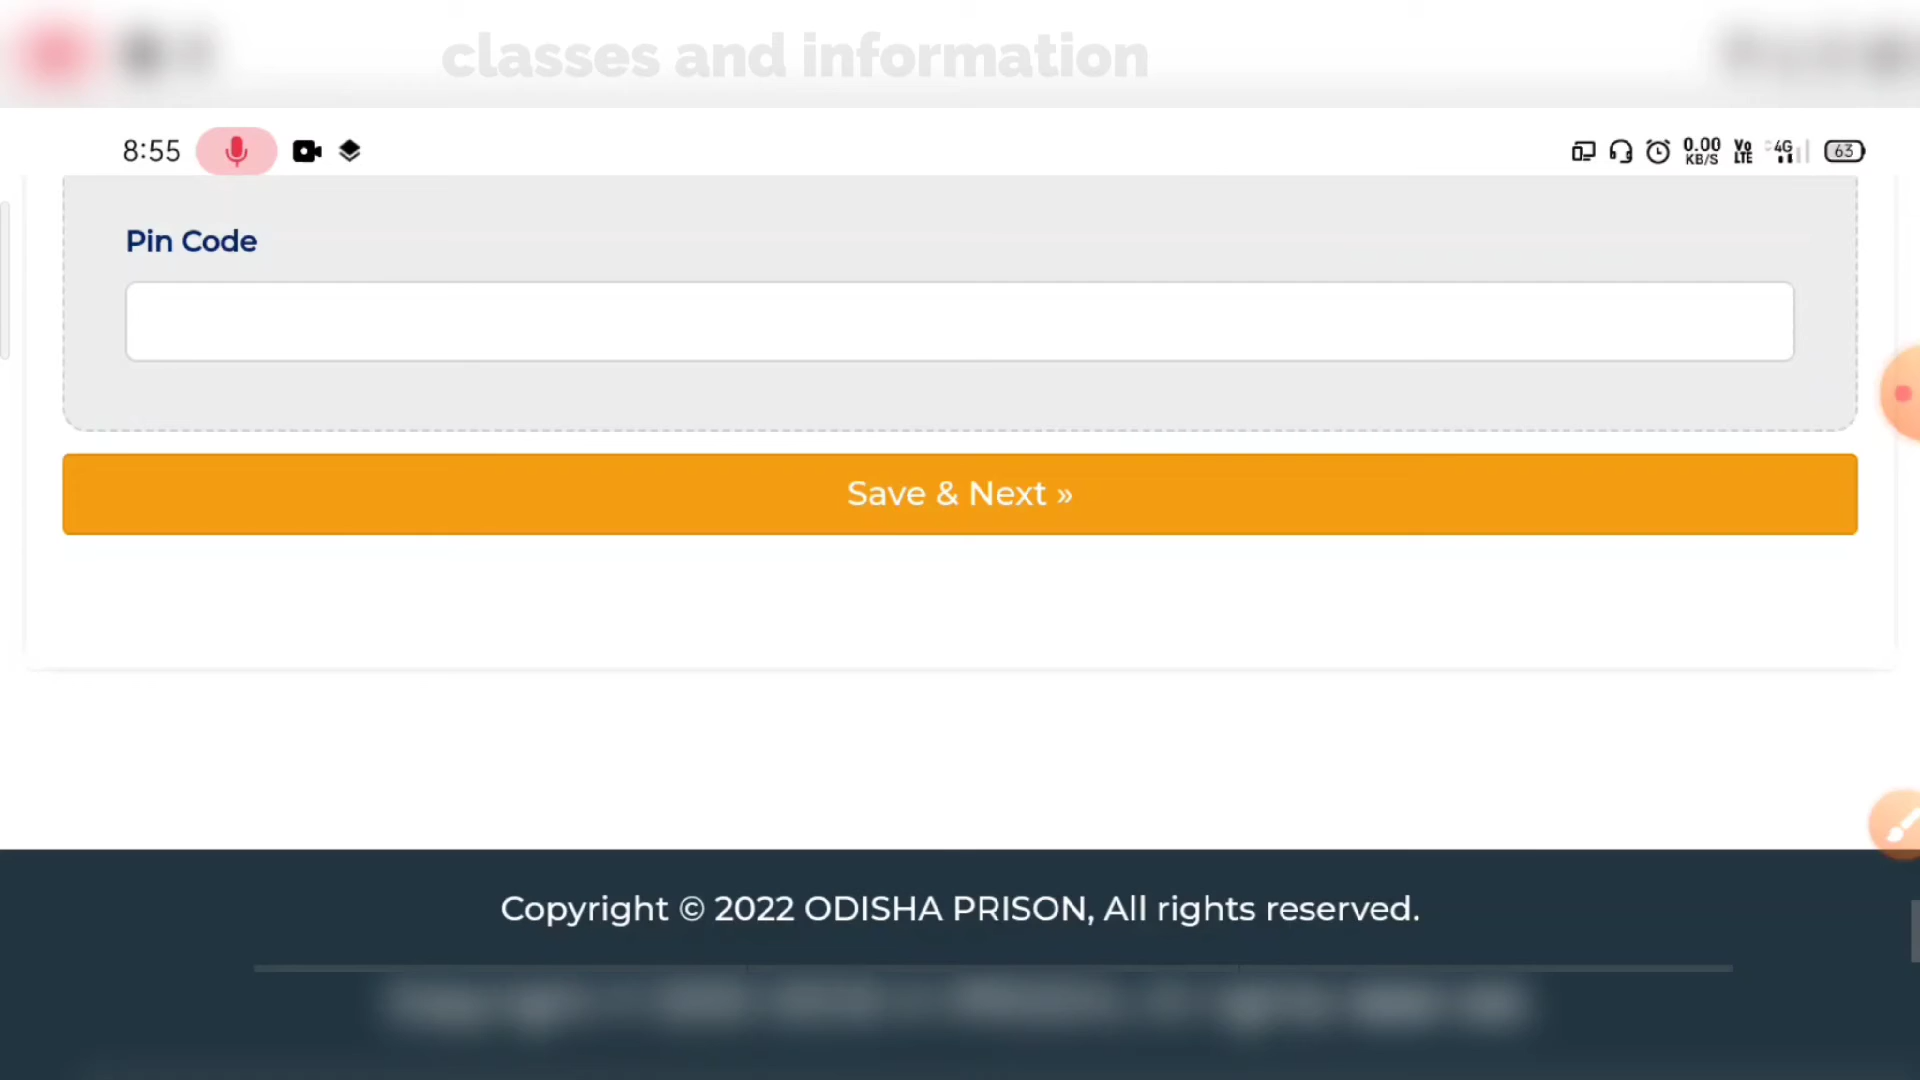 classes and information
8:55
0.00 KB/S Vo LTE 4G 63
Pin Code
Save & Next »
Copyright © 2022 ODISHA PRISON, All rights reserved.